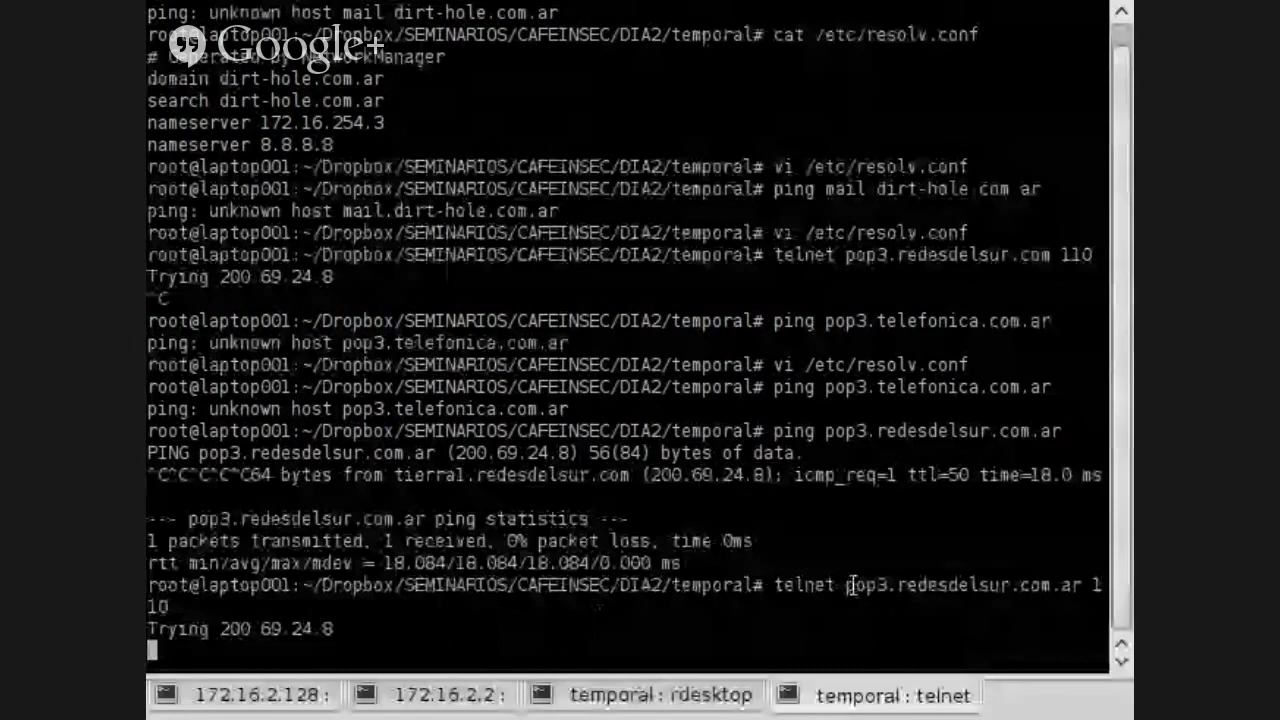 ping: unknown host mail dirt-hole.com.ar
root@laptop001:~/Dropbox/SEMINARIOS/CAFEINSEC/DIA2/temporal# cat /etc/resolv.conf
Google+
# Generated by NetworkManager
domain dirt-hole.com.ar
search dirt-hole.com.ar
nameserver 172.16.254.3
nameserver 8.8.8.8
root@laptop001:~/Dropbox/SEMINARIOS/CAFEINSEC/DIA2/temporal# vi /etc/resolv.conf
root@laptop001:~/Dropbox/SEMINARIOS/CAFEINSEC/DIA2/temporal# ping mail dirt-hole com ar
ping: unknown host mail.dirt-hole.com.ar
root@laptop001:~/Dropbox/SEMINARIOS/CAFEINSEC/DIA2/temporal# vi /etc/resolv.conf
root@laptop001:~/Dropbox/SEMINARIOS/CAFEINSEC/DIA2/temporal# telnet pop3.redesdelsur.com 110
Trying 200 69.24.8
^C
root@laptop001:~/Dropbox/SEMINARIOS/CAFEINSEC/DIA2/temporal# ping pop3.telefonica.com.ar
ping: unknown host pop3.telefonica.com.ar
root@laptop001:~/Dropbox/SEMINARIOS/CAFEINSEC/DIA2/temporal# vi /etc/resolv.conf
root@laptop001:~/Dropbox/SEMINARIOS/CAFEINSEC/DIA2/temporal# ping pop3.telefonica.com.ar
ping: unknown host pop3.telefonica.com.ar
root@laptop001:~/Dropbox/SEMINARIOS/CAFEINSEC/DIA2/temporal# ping pop3.redesdelsur.com.ar
PING pop3.redesdelsur.com.ar (200.69.24.8) 56(84) bytes of data.
^C^C^C^C^C64 bytes from tierra1.redesdelsur.com (200.69.24.8): icmp_req=1 ttl=50 time=18.0 ms
--- pop3.redesdelsur.com.ar ping statistics ---
1 packets transmitted, 1 received, 0% packet loss, time 0ms
rtt min/avg/max/mdev = 18.084/18.084/18.084/0.000 ms
root@laptop001:~/Dropbox/SEMINARIOS/CAFEINSEC/DIA2/temporal# telnet pop3.redesdelsur.com.ar 1
10
Trying 200 69.24.8
172.16.2.128 : 172.16.2.2 : temporal : rdesktop temporal : telnet